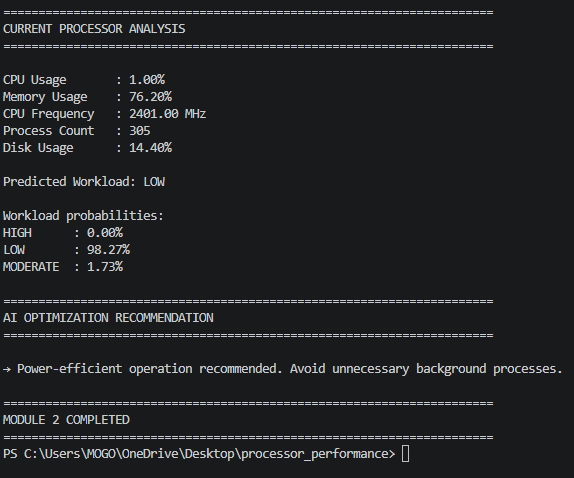 ======================================================================
CURRENT PROCESSOR ANALYSIS
======================================================================
CPU Usage       : 1.00%
Memory Usage    : 76.20%
CPU Frequency   : 2401.00 MHz
Process Count   : 305
Disk Usage      : 14.40%
Predicted Workload: LOW
Workload probabilities:
HIGH      : 0.00%
LOW       : 98.27%
MODERATE  : 1.73%
======================================================================
AI OPTIMIZATION RECOMMENDATION
======================================================================
→ Power-efficient operation recommended. Avoid unnecessary background processes.
======================================================================
MODULE 2 COMPLETED
======================================================================
PS C:\Users\MOGO\OneDrive\Desktop\processor_performance>